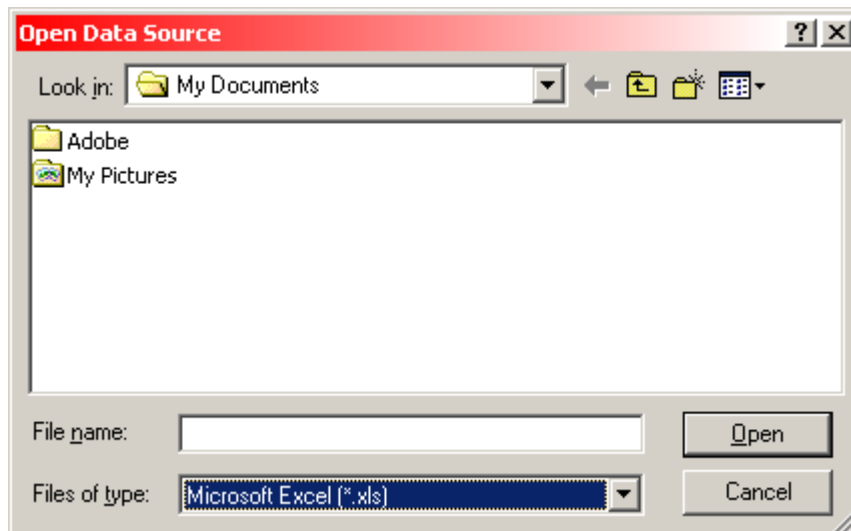 Open Data Source
Look in: My Documents
Adobe
My Pictures
File name: Open
Files of type: Microsoft Excel (*.xls) Cancel